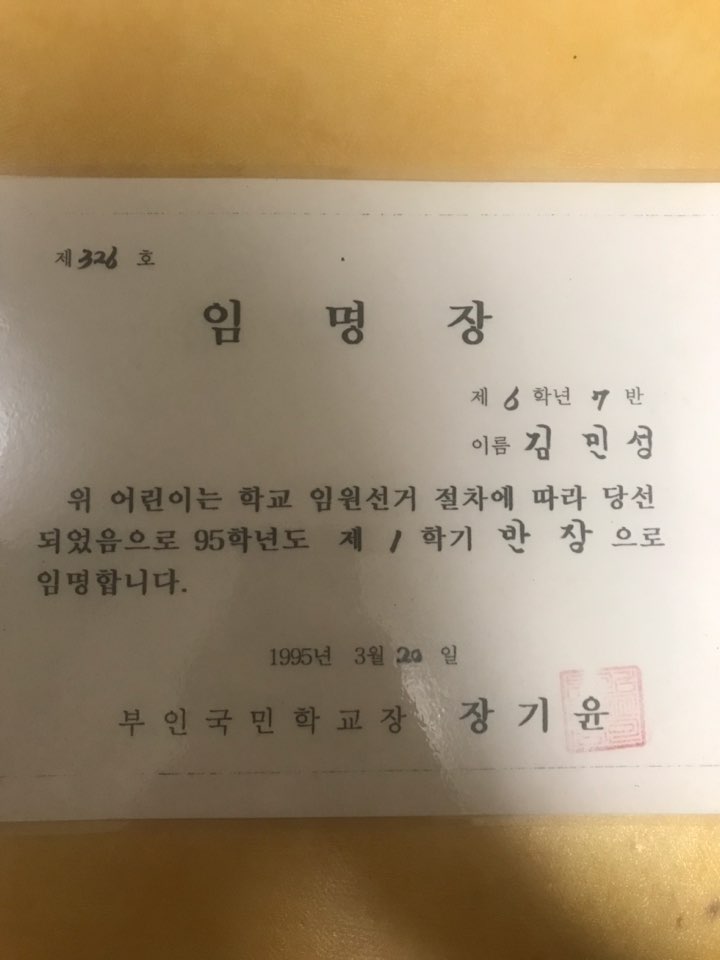 제 326 호
임 명 장
제 6 학년 7 반
이름 김 민 성
위 어린이는 학교 임원선거 절차에 따라 당선
되었음으로 95학년도 제 1 학기 반 장 으로
임명합니다.
1995년 3월 20 일
부 인 국 민 학 교 장 장 기 윤